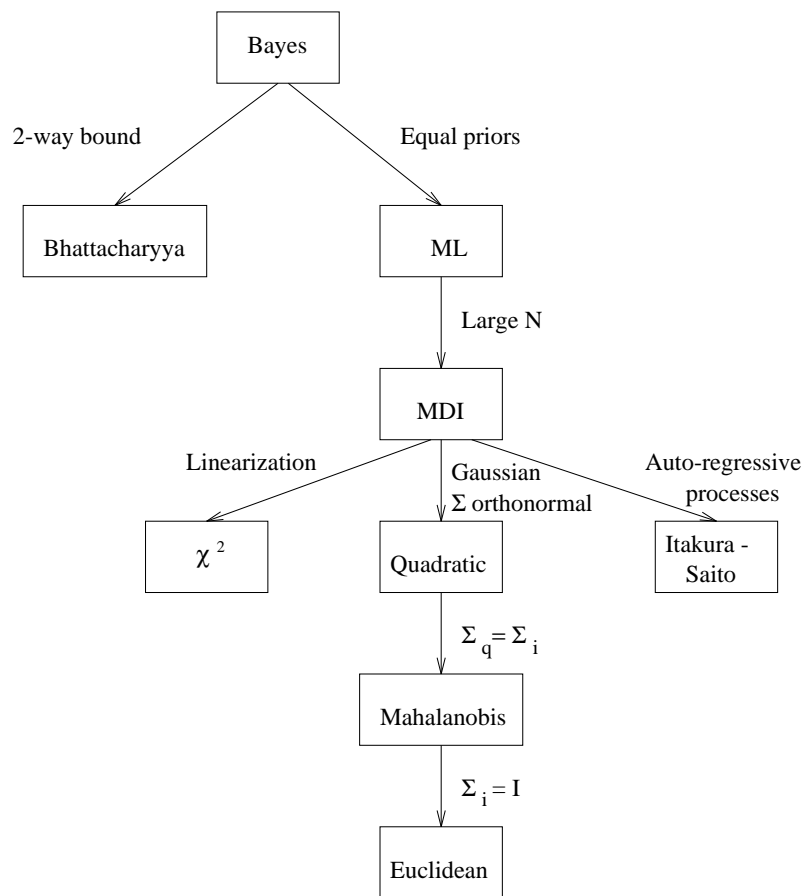 Bayes
2-way bound
Equal priors
Bhattacharyya
ML
Large N
MDI
Linearization
Gaussian
Σ orthonormal
Auto-regressive
processes
χ ²
Quadratic
Itakura -
Saito
Σ q = Σ i
Mahalanobis
Σ i = I
Euclidean